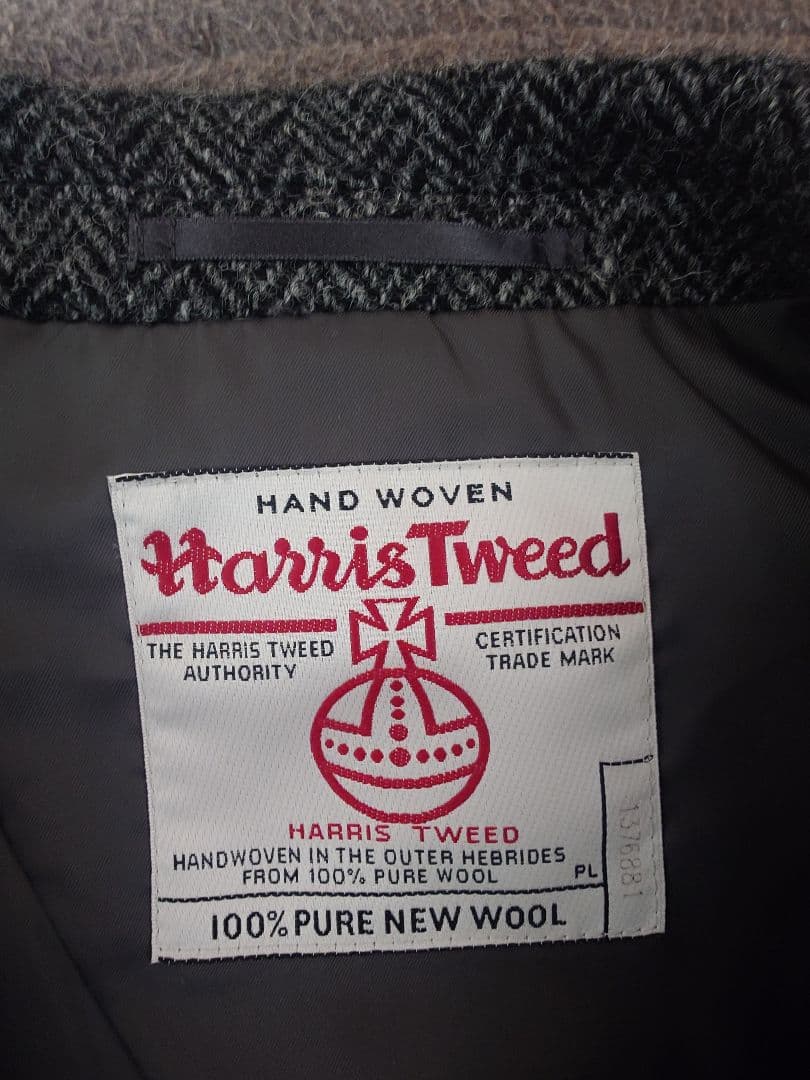 HAND WOVEN
Harris Tweed
THE HARRIS TWEED
AUTHORITY
CERTIFICATION
TRADE MARK
HARRIS TWEED
HANDWOVEN IN THE OUTER HEBRIDES
FROM 100% PURE WOOL
PL
100% PURE NEW WOOL
1376881